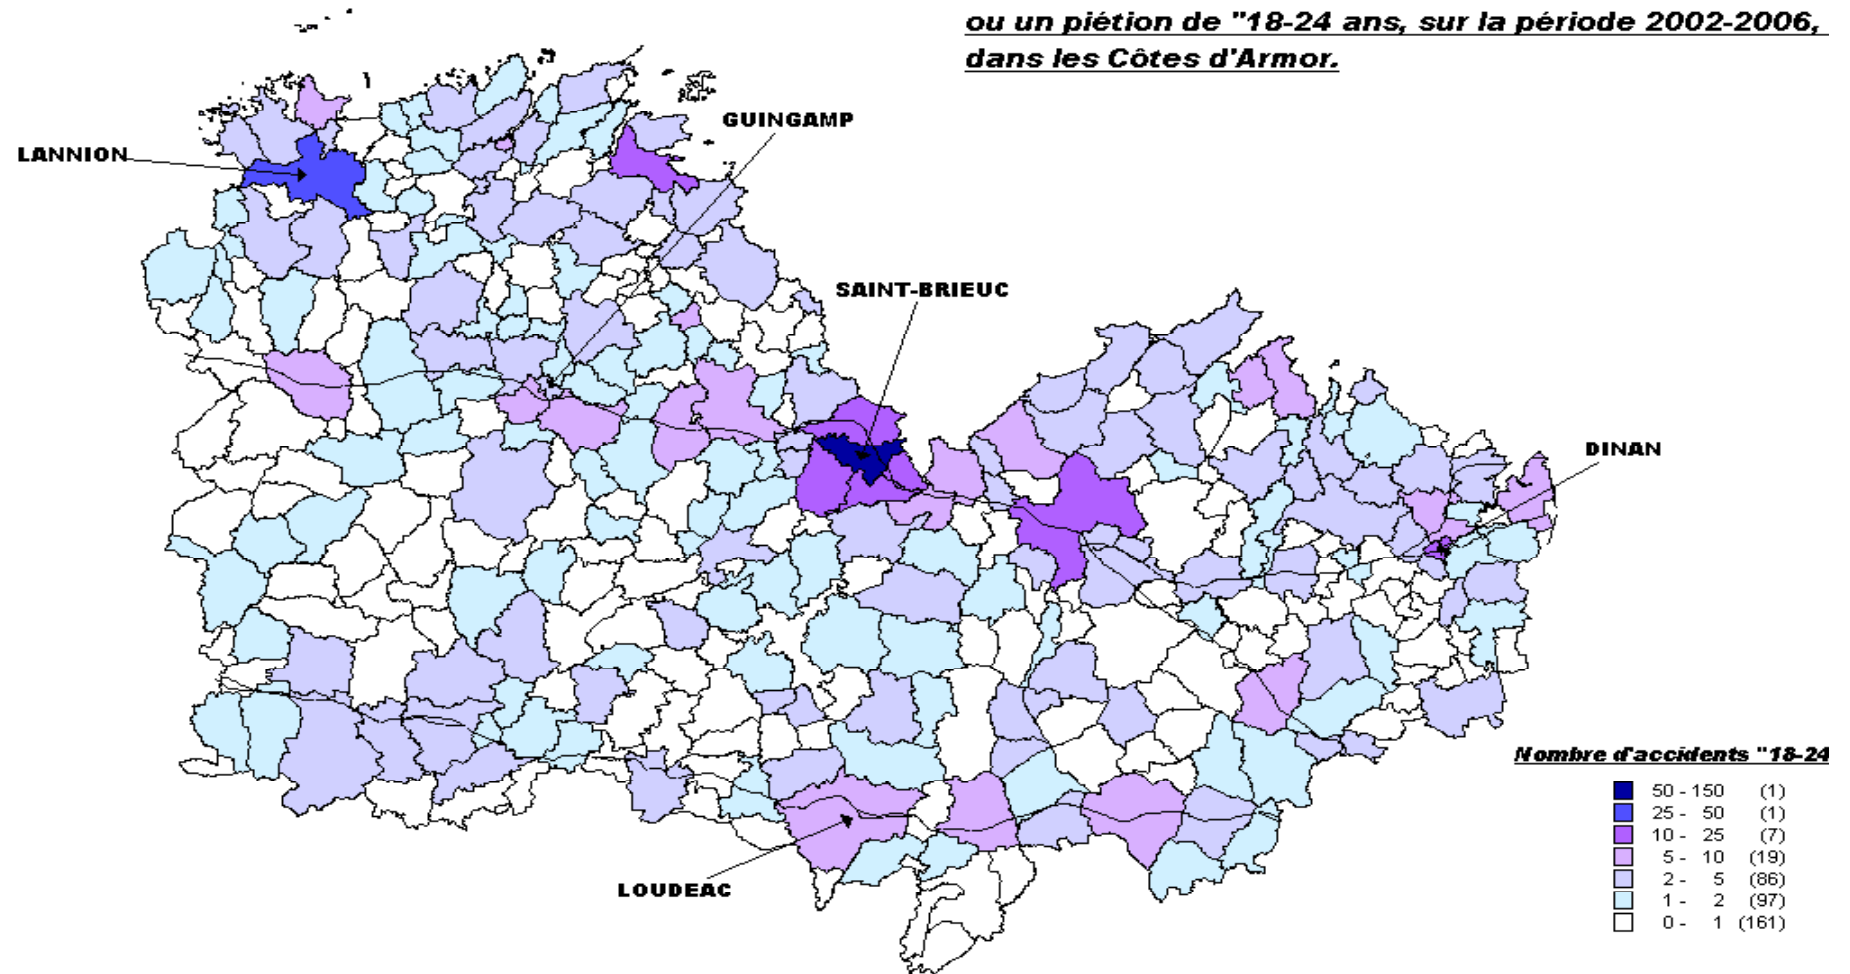 ou un piétion de "18-24 ans, sur la période 2002-2006,
dans les Côtes d'Armor.
GUINGAMP
LANNION
SAINT-BRIEUC
DINAN
LOUDEAC
Nombre d'accidents "18-24
50 - 150 (1)
25 - 50 (1)
10 - 25 (7)
5 - 10 (19)
2 - 5 (86)
1 - 2 (97)
0 - 1 (161)